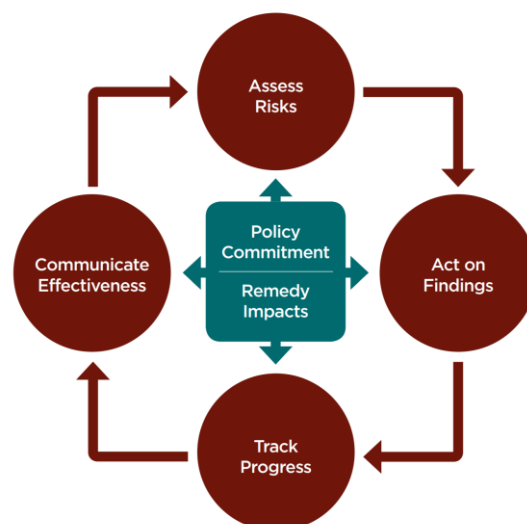 Assess
Risks
Policy
Commitment
Remedy
Impacts
Communicate
Effectiveness
Act on
Findings
Track
Progress